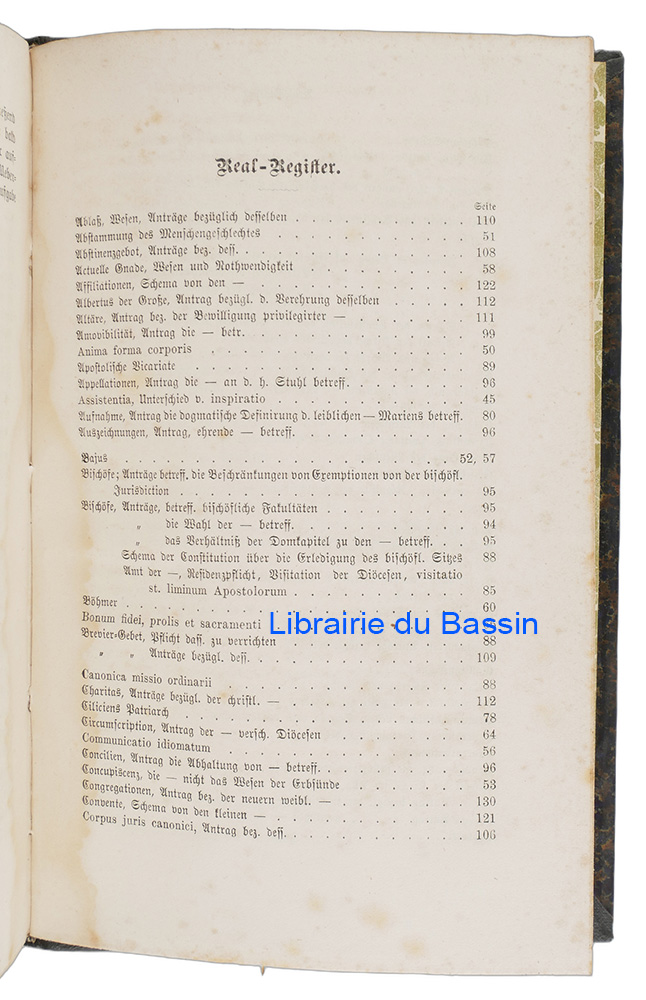 eßern
doch
r auf-
Ueber-
aufgabe
Real-Register.
Seite
Ablaß, Wesen, Anträge bezüglich desselben . . . . . . . . . . 110
Abstammung des Menschengeschlechtes . . . . . . . . . . 51
Abstinenzgebot, Anträge bez. dess. . . . . . . . . . . . 108
Actuelle Gnade, Wesen und Nothwendigkeit . . . . . . . . . 58
Affiliationen, Schema von den — . . . . . . . . . . . 122
Albertus der Große, Antrag bezügl. d. Verehrung desselben . . . . . 112
Altäre, Antrag bez. der Bewilligung privilegirter — . . . . . . . 111
Amovibilität, Antrag die — betr. . . . . . . . . . . . 99
Anima forma corporis . . . . . . . . . . . . . 50
Apostolische Vicariate . . . . . . . . . . . . . 89
Appellationen, Antrag die — an d. h. Stuhl betreff. . . . . . . . 96
Assistentia, Unterschied v. inspiratio . . . . . . . . . . 45
Aufnahme, Antrag die dogmatische Definirung d. leiblichen — Mariens betreff. 80
Auszeichnungen, Antrag, ehrende — betreff. . . . . . . . . . 96
Bajus . . . . . . . . . . . . . . . . 52, 57
Bischöfe; Anträge betreff. die Beschränkungen von Exemptionen von der bischöfl.
Jurisdiction . . . . . . . . . . . . . . 95
Bischöfe, Anträge, betreff. bischöfliche Fakultäten . . . . . . . 95
„ die Wahl der — betreff. . . . . . . . . . 94
„ das Verhältniß der Domkapitel zu den — betreff. . . 95
Schema der Constitution über die Erledigung des bischöfl. Sitzes 88
Amt der —, Residenzpflicht, Visitation der Diöcesen, visitatio
st. liminum Apostolorum . . . . . . . . . . 85
Böhmer . . . . . . . . . . . . . . . . 60
Bonum fidei, prolis et sacramenti
Brevier-Gebet, Pflicht dass. zu verrichten . . . . . . . . . 88
„ „ Anträge bezügl. dess. . . . . . . . . . . 109
Canonica missio ordinarii . . . . . . . . . . . . 88
Charitas, Anträge bezügl. der christl. — . . . . . . . . . 112
Ciliciens Patriarch . . . . . . . . . . . . . 78
Circumscription, Antrag der — versch. Diöcesen . . . . . . . 64
Communicatio idiomatum . . . . . . . . . . . . 56
Concilien, Antrag die Abhaltung von — betreff. . . . . . . . . 96
Concupiscenz, die — nicht das Wesen der Erbsünde . . . . . . . 53
Congregationen, Antrag bez. der neuern weibl. — . . . . . . . 130
Convente, Schema von den kleinen — . . . . . . . . . . 121
Corpus juris canonici, Antrag bez. dess. . . . . . . . . . 106
Librairie du Bassin